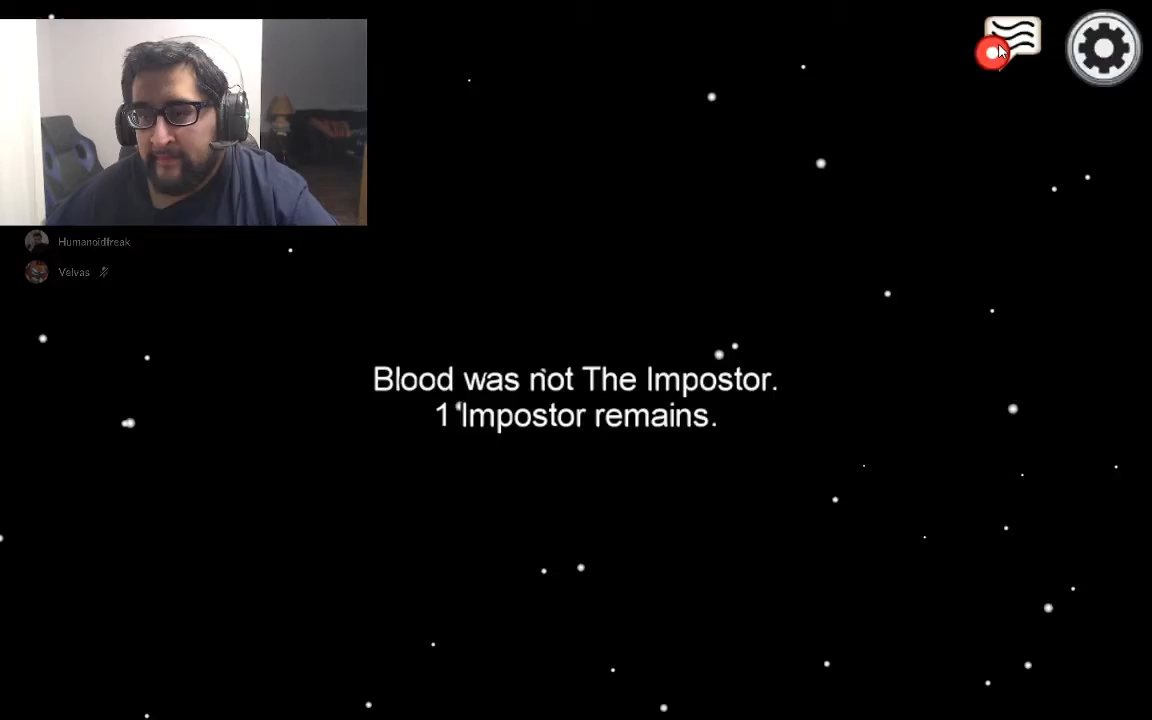 Humanoidfreak
Velvas
Blood was not The Impostor.
1 Impostor remains.